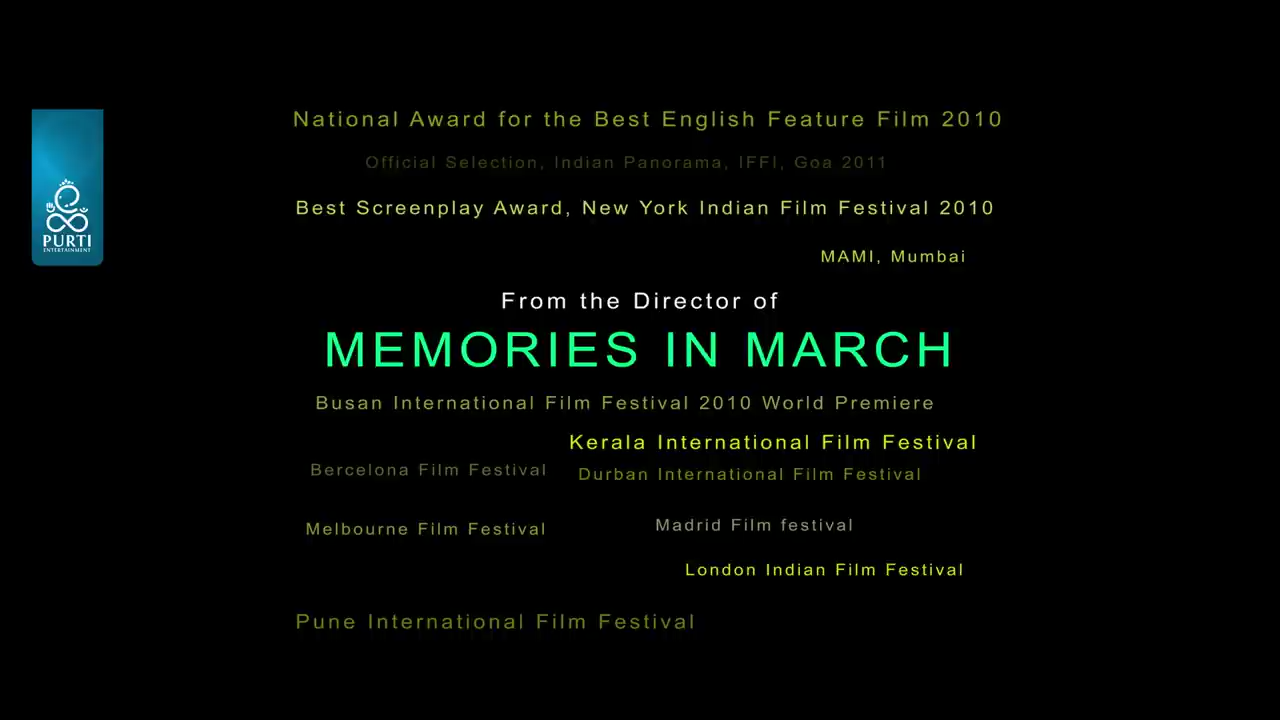 National Award for the Best English Feature Film 2010
Official Selection, Indian Panorama, IFFI, Goa 2011
Best Screenplay Award, New York Indian Film Festival 2010
MAMI, Mumbai
PURTI
ENTERTAINMENT
From the Director of
MEMORIES IN MARCH
Busan International Film Festival 2010 World Premiere
Kerala International Film Festival
Bercelona Film Festival
Durban International Film Festival
Melbourne Film Festival
Madrid Film festival
London Indian Film Festival
Pune International Film Festival